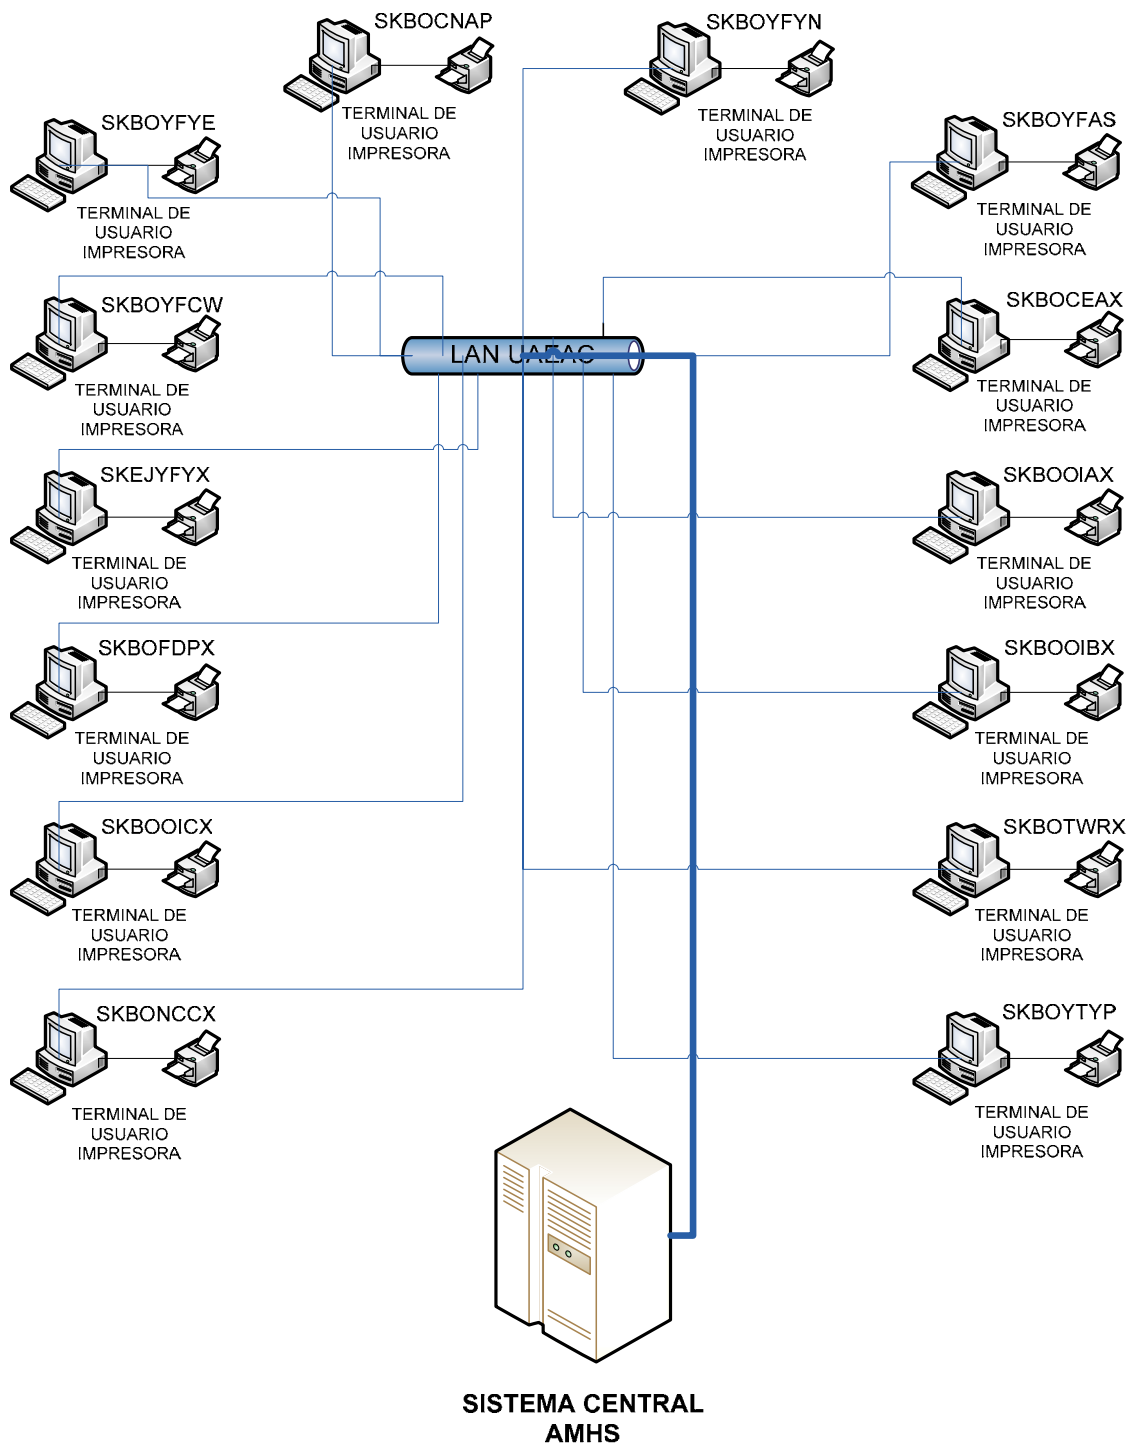 SKBOCNAP
TERMINAL DE
USUARIO
IMPRESORA
SKBOYFYN
TERMINAL DE
USUARIO
IMPRESORA
SKBOYFYE
TERMINAL DE
USUARIO
IMPRESORA
SKBOYFAS
TERMINAL DE
USUARIO
IMPRESORA
SKBOYFCW
TERMINAL DE
USUARIO
IMPRESORA
SKBOCEAX
TERMINAL DE
USUARIO
IMPRESORA
LAN UAEAC
SKEJYFYX
TERMINAL DE
USUARIO
IMPRESORA
SKBOOIAX
TERMINAL DE
USUARIO
IMPRESORA
SKBOFDPX
TERMINAL DE
USUARIO
IMPRESORA
SKBOOIBX
TERMINAL DE
USUARIO
IMPRESORA
SKBOOICX
TERMINAL DE
USUARIO
IMPRESORA
SKBOTWRX
TERMINAL DE
USUARIO
IMPRESORA
SKBONCCX
TERMINAL DE
USUARIO
IMPRESORA
SKBOYTYP
TERMINAL DE
USUARIO
IMPRESORA
SISTEMA CENTRAL
AMHS